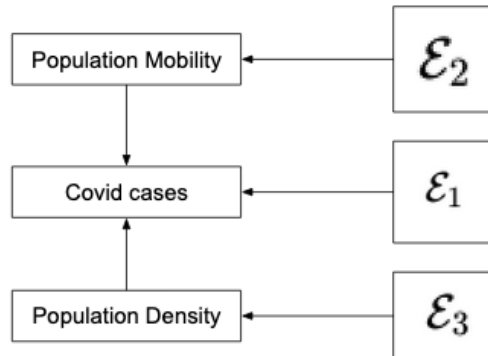 Population Mobility
ℰ₂
Covid cases
ℰ₁
Population Density
ℰ₃